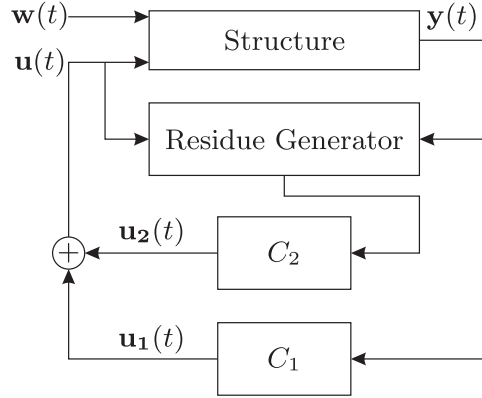 w(t)
y(t)
Structure
u(t)
Residue Generator
u₂(t)
+
C₂
u₁(t)
C₁